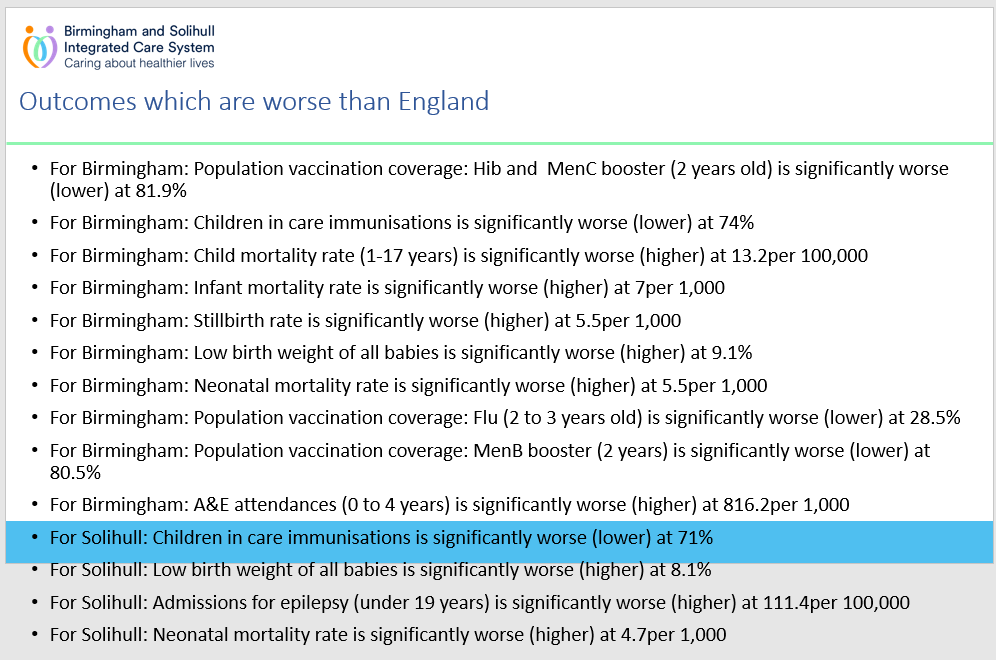 Birmingham and Solihull
Integrated Care System
Caring about healthier lives
Outcomes which are worse than England
• For Birmingham: Population vaccination coverage: Hib and  MenC booster (2 years old) is significantly worse
(lower) at 81.9%
• For Birmingham: Children in care immunisations is significantly worse (lower) at 74%
• For Birmingham: Child mortality rate (1-17 years) is significantly worse (higher) at 13.2per 100,000
• For Birmingham: Infant mortality rate is significantly worse (higher) at 7per 1,000
• For Birmingham: Stillbirth rate is significantly worse (higher) at 5.5per 1,000
• For Birmingham: Low birth weight of all babies is significantly worse (higher) at 9.1%
• For Birmingham: Neonatal mortality rate is significantly worse (higher) at 5.5per 1,000
• For Birmingham: Population vaccination coverage: Flu (2 to 3 years old) is significantly worse (lower) at 28.5%
• For Birmingham: Population vaccination coverage: MenB booster (2 years) is significantly worse (lower) at
80.5%
• For Birmingham: A&E attendances (0 to 4 years) is significantly worse (higher) at 816.2per 1,000
• For Solihull: Children in care immunisations is significantly worse (lower) at 71%
• For Solihull: Low birth weight of all babies is significantly worse (higher) at 8.1%
• For Solihull: Admissions for epilepsy (under 19 years) is significantly worse (higher) at 111.4per 100,000
• For Solihull: Neonatal mortality rate is significantly worse (higher) at 4.7per 1,000